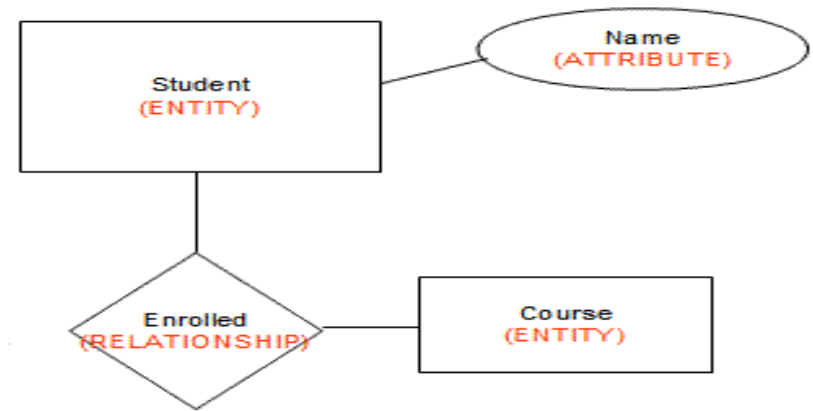 Name
(ATTRIBUTE)
Student
(ENTITY)
Enrolled
(RELATIONSHIP)
Course
(ENTITY)